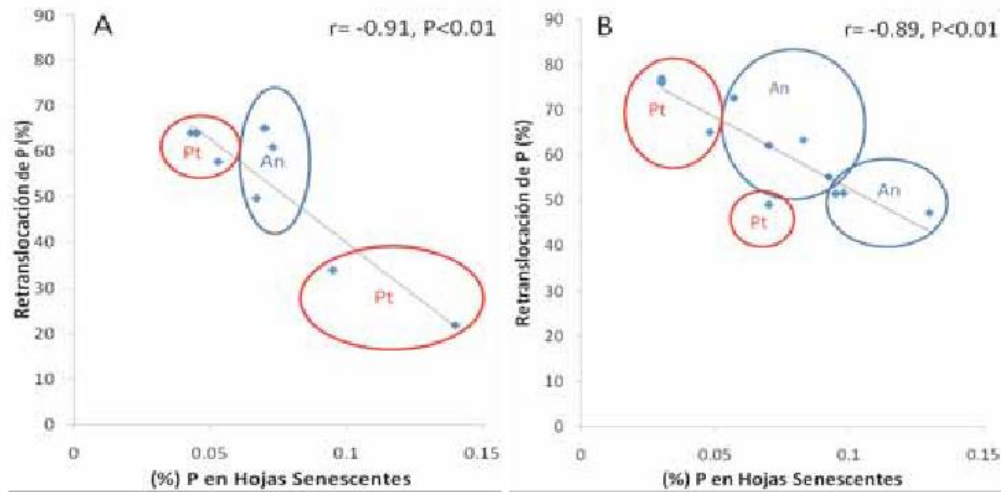 A
r= -0.91, P<0.01
Retranslocación de P (%)
90
80
70
60
50
40
30
20
10
0
Pt
An
Pt
0
0.05
0.1
0.15
(%) P en Hojas Senescentes
B
r= -0.89, P<0.01
Retranslocación de P (%)
90
80
70
60
50
40
30
20
10
0
Pt
An
Pt
An
0
0.05
0.1
0.15
(%) P en Hojas Senescentes